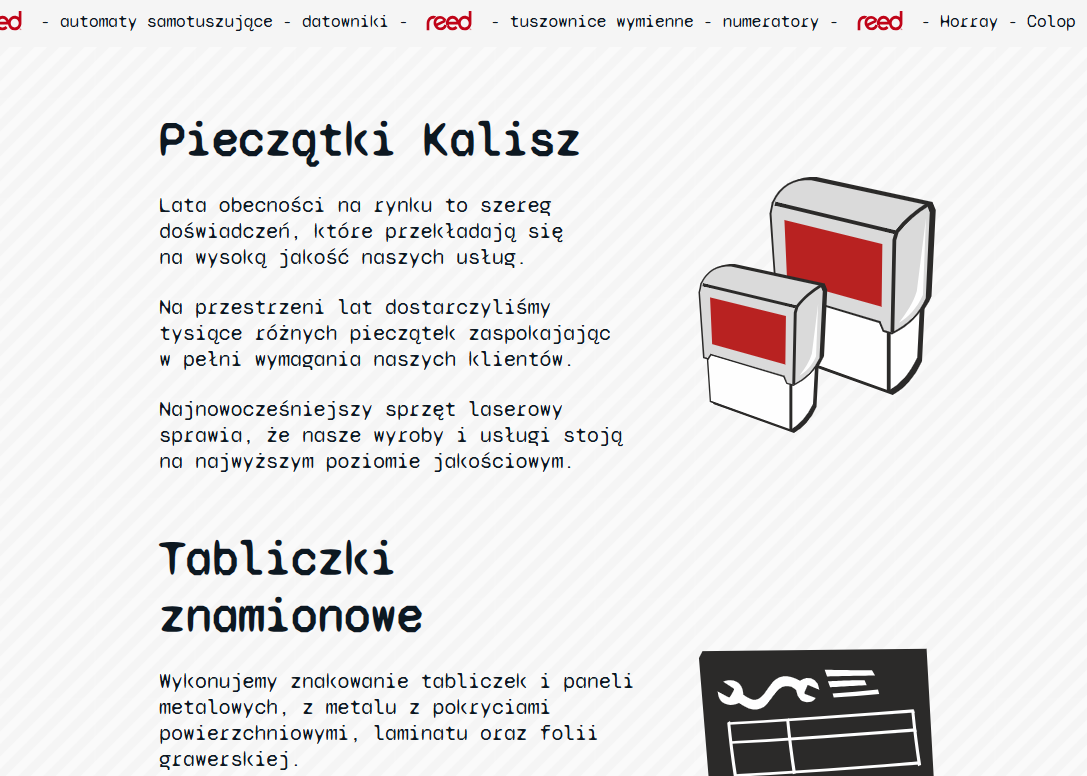 ed - automaty samotuszujące - datowniki - reed - tuszownice wymienne - numeratory - reed - Horray - Colop
Pieczątki Kalisz
Lata obecności na rynku to szereg
doświadczeń, które przekładają się
na wysoką jakość naszych usług.
Na przestrzeni lat dostarczyliśmy
tysiące różnych pieczątek zaspokajając
w pełni wymagania naszych klientów.
Najnowocześniejszy sprzęt laserowy
sprawia, że nasze wyroby i usługi stoją
na najwyższym poziomie jakościowym.
Tabliczki
znamionowe
Wykonujemy znakowanie tabliczek i paneli
metalowych, z metalu z pokryciami
powierzchniowymi, laminatu oraz folii
grawerskiej.